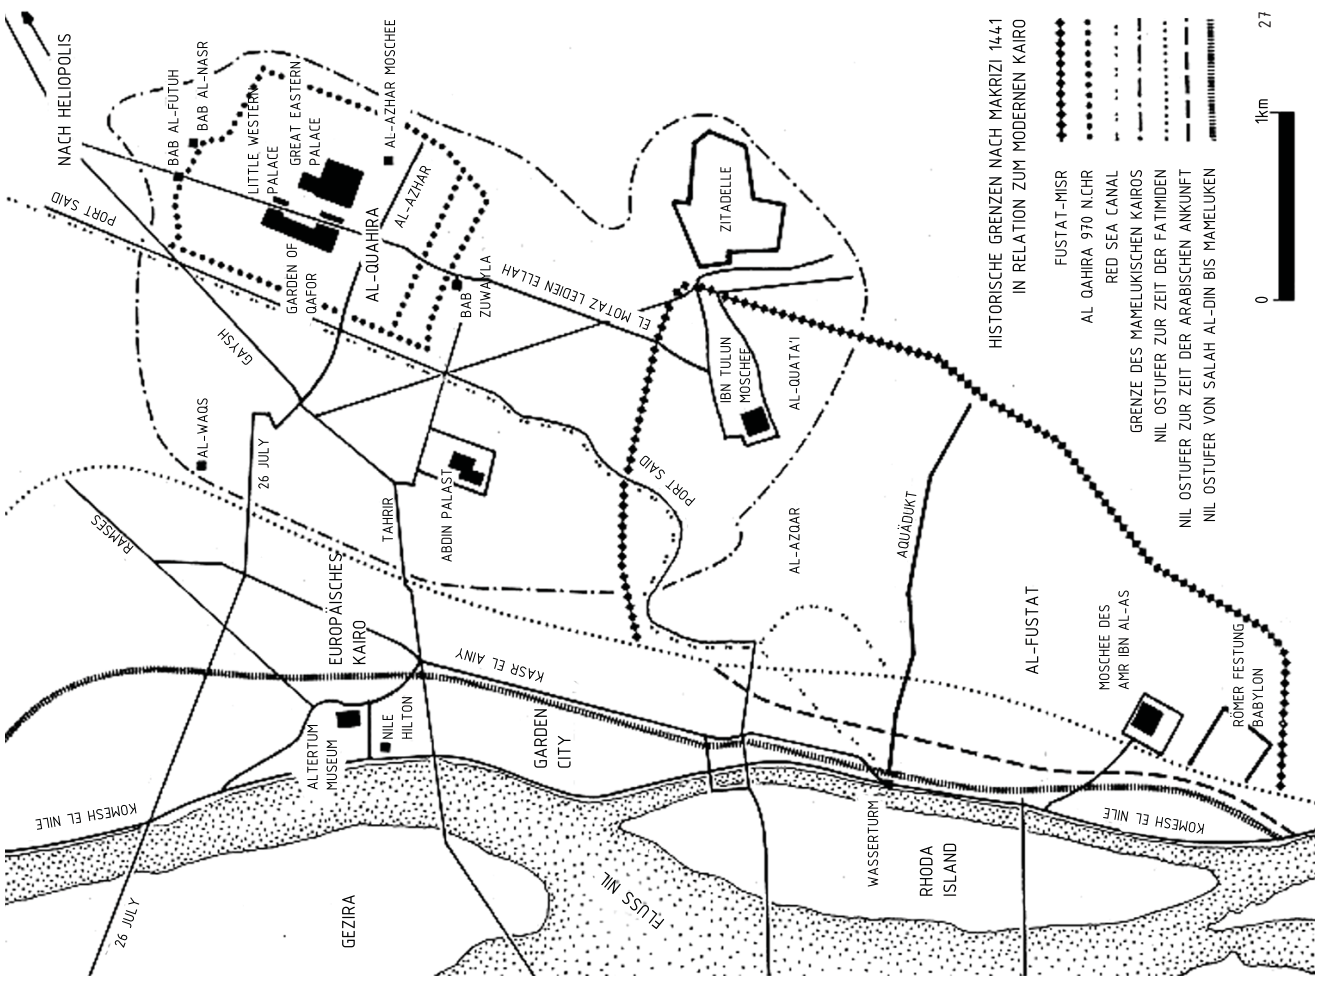 HISTORISCHE GRENZEN NACH MAKRIZI 1441
IN RELATION ZUM MODERNEN KAIRO
FUSTAT-MISR
AL QAHIRA 970 N.CHR
RED SEA CANAL
GRENZE DES MAMELUKISCHEN KAIROS
NIL OSTUFER ZUR ZEIT DER FATIMIDEN
NIL OSTUFER ZUR ZEIT DER ARABISCHEN ANKUNFT
NIL OSTUFER VON SALAH AL-DIN BIS MAMELUKEN
0
1km
27
NACH HELIOPOLIS
BAB AL-FUTUH
BAB AL-NASR
LITTLE WESTERN
PALACE
GREAT EASTERN
PALACE
AL-AZHAR MOSCHEE
PORT SAID
GARDEN OF
QAFOR
AL-QUAHIRA
AL-AZHAR
BAB
ZUWAYLA
EL MOTAZ LEDIEN ELLAH
GAYSH
ZITADELLE
IBN TULUN
MOSCHEE
AL-QUATA'I
AL-WAQS
26 JULY
TAHRIR
ABDIN PALAST
PORT SAID
AL-AZQAR
AQUÄDUKT
RAMSES
EUROPÄISCHES
KAIRO
KASR EL AINY
AL-FUSTAT
MOSCHEE DES
AMR IBN AL-AS
RÖMER FESTUNG
BABYLON
ALTERTUM
MUSEUM
NILE
HILTON
GARDEN
CITY
KOMESH EL NILE
KOMESH EL NILE
WASSERTURM
RHODA
ISLAND
FLUSS NIL
GEZIRA
26 JULY